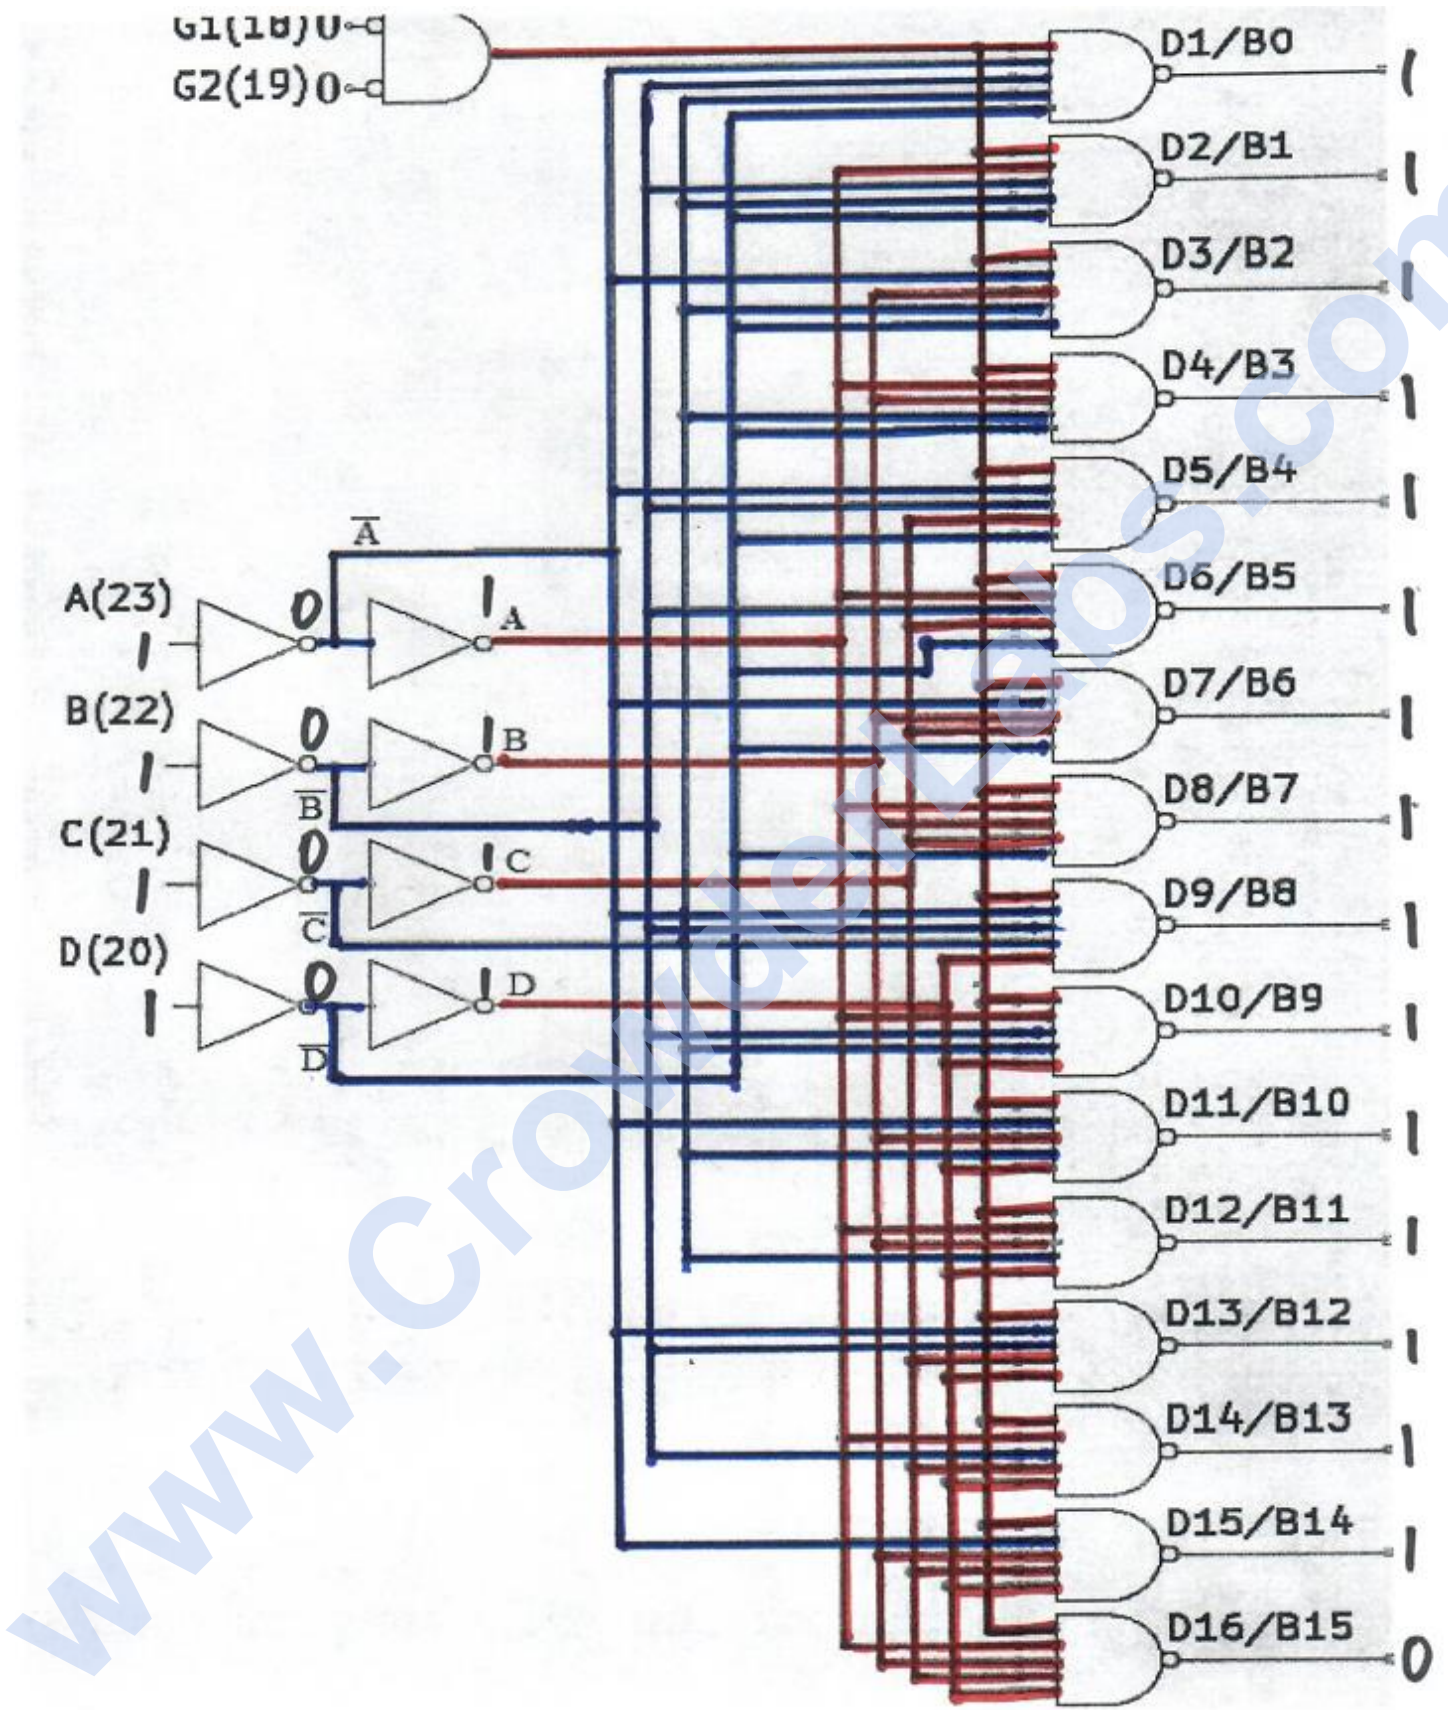 G1(18)0
G2(19)0
D1/B0 1
D2/B1 1
D3/B2 1
D4/B3 1
D5/B4 1
A
A(23) 0 1 A
1
D6/B5 1
B(22) 0 1 B
1
B
D7/B6 1
C(21) 0 1 C
1
C
D8/B7 1
D(20) 0 1 D
1
D
D9/B8 1
D10/B9 1
D11/B10 1
D12/B11 1
D13/B12 1
D14/B13 1
D15/B14 1
D16/B15 0
www.CrowderLabs.com